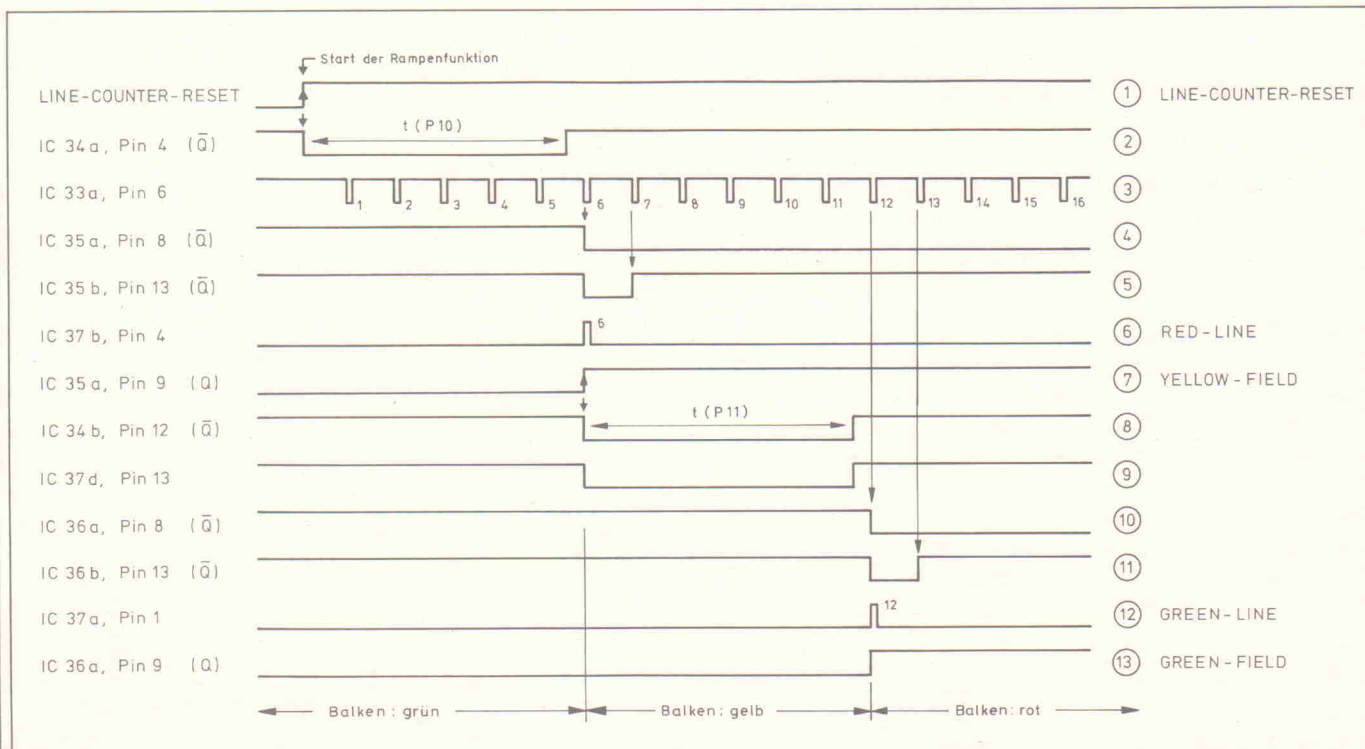 Start der Rampenfunktion
LINE-COUNTER-RESET ① LINE-COUNTER-RESET
IC 34a, Pin 4 (Q̄) t (P10) ②
IC 33a, Pin 6 ③
1 2 3 4 5 6 7 8 9 10 11 12 13 14 15 16
IC 35a, Pin 8 (Q̄) ④
IC 35b, Pin 13 (Q̄) ⑤
IC 37b, Pin 4 6 ⑥ RED-LINE
IC 35a, Pin 9 (Q) ⑦ YELLOW-FIELD
IC 34b, Pin 12 (Q̄) t (P11) ⑧
IC 37d, Pin 13 ⑨
IC 36a, Pin 8 (Q̄) ⑩
IC 36b, Pin 13 (Q̄) ⑪
IC 37a, Pin 1 12 ⑫ GREEN-LINE
IC 36a, Pin 9 (Q) ⑬ GREEN-FIELD
Balken: grün Balken: gelb Balken: rot